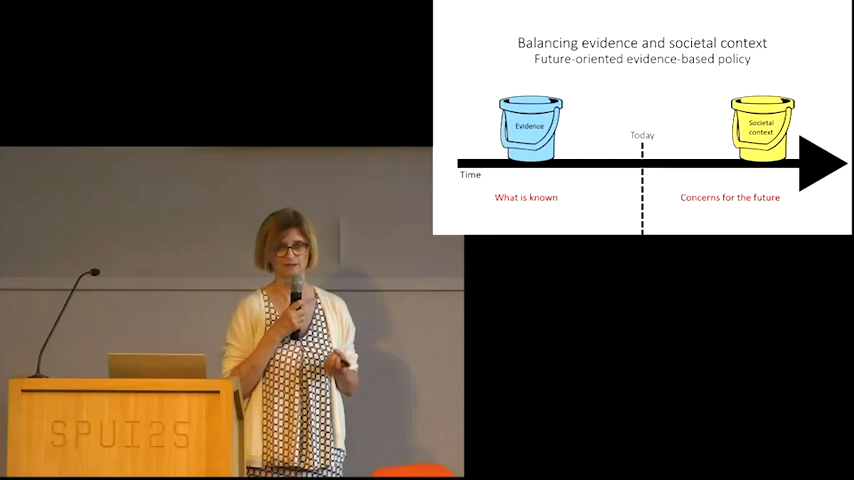 Balancing evidence and societal context
Future-oriented evidence-based policy
Evidence
Societal
context
Today
Time
What is known
Concerns for the future
SPUI25